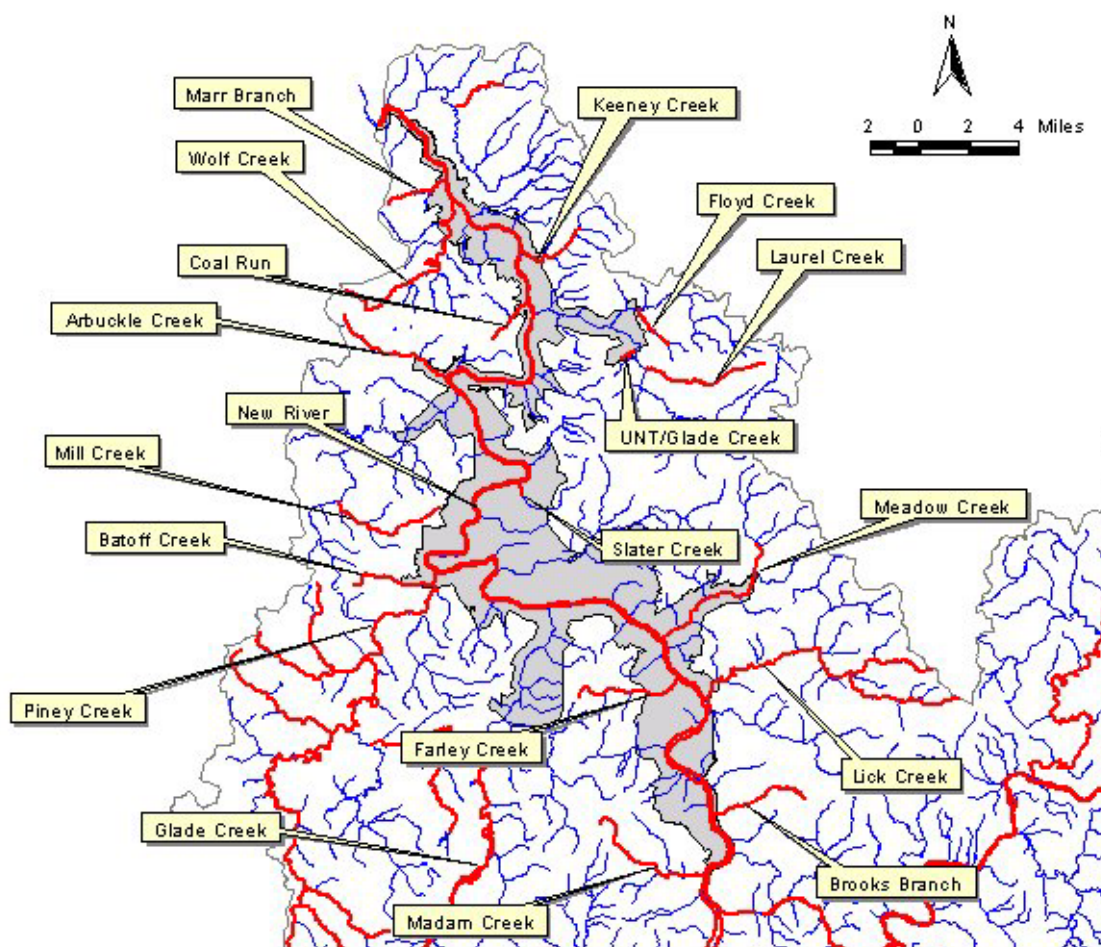 N
2 0 2 4 Miles
Marr Branch
Keeney Creek
Wolf Creek
Floyd Creek
Coal Run
Laurel Creek
Arbuckle Creek
New River
UNT/Glade Creek
Mill Creek
Meadow Creek
Batoff Creek
Slater Creek
Piney Creek
Farley Creek
Lick Creek
Glade Creek
Brooks Branch
Madam Creek